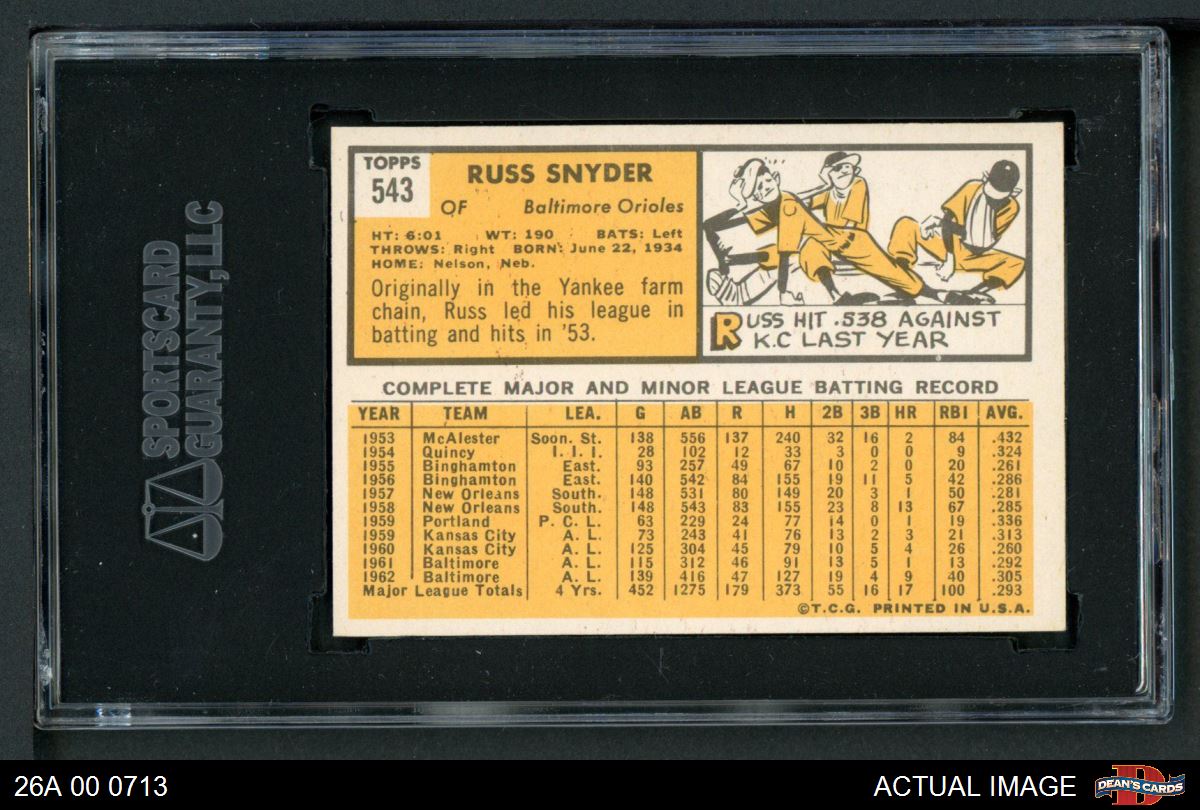 SPORTSCARD
GUARANTY, LLC
TOPPS
543
RUSS SNYDER
OF Baltimore Orioles
HT: 6:01 WT: 190 BATS: Left
THROWS: Right BORN: June 22, 1934
HOME: Nelson, Neb.
Originally in the Yankee farm
chain, Russ led his league in
batting and hits in '53.
RUSS HIT .538 AGAINST
K.C LAST YEAR
COMPLETE MAJOR AND MINOR LEAGUE BATTING RECORD
YEAR TEAM LEA. G AB R H 2B 3B HR RBI AVG.
1953 McAlester Soon. St. 138 556 137 240 32 16 2 84 .432
1954 Quincy I. I. I. 28 102 12 33 3 0 0 9 .324
1955 Binghamton East. 93 257 49 67 10 2 0 20 .261
1956 Binghamton East. 140 542 84 155 19 11 5 42 .286
1957 New Orleans South. 148 531 80 149 20 3 1 50 .281
1958 New Orleans South. 148 543 83 155 23 8 13 67 .285
1959 Portland P. C. L. 63 229 24 77 14 0 1 19 .336
1959 Kansas City A. L. 73 243 41 76 13 2 3 21 .313
1960 Kansas City A. L. 125 304 45 79 10 5 4 26 .260
1961 Baltimore A. L. 115 312 46 91 13 5 1 13 .292
1962 Baltimore A. L. 139 416 47 127 19 4 9 40 .305
Major League Totals 4 Yrs. 452 1275 179 373 55 16 17 100 .293
©T.C.G. PRINTED IN U.S.A.
26A 00 0713
ACTUAL IMAGE
DEAN'S CARDS